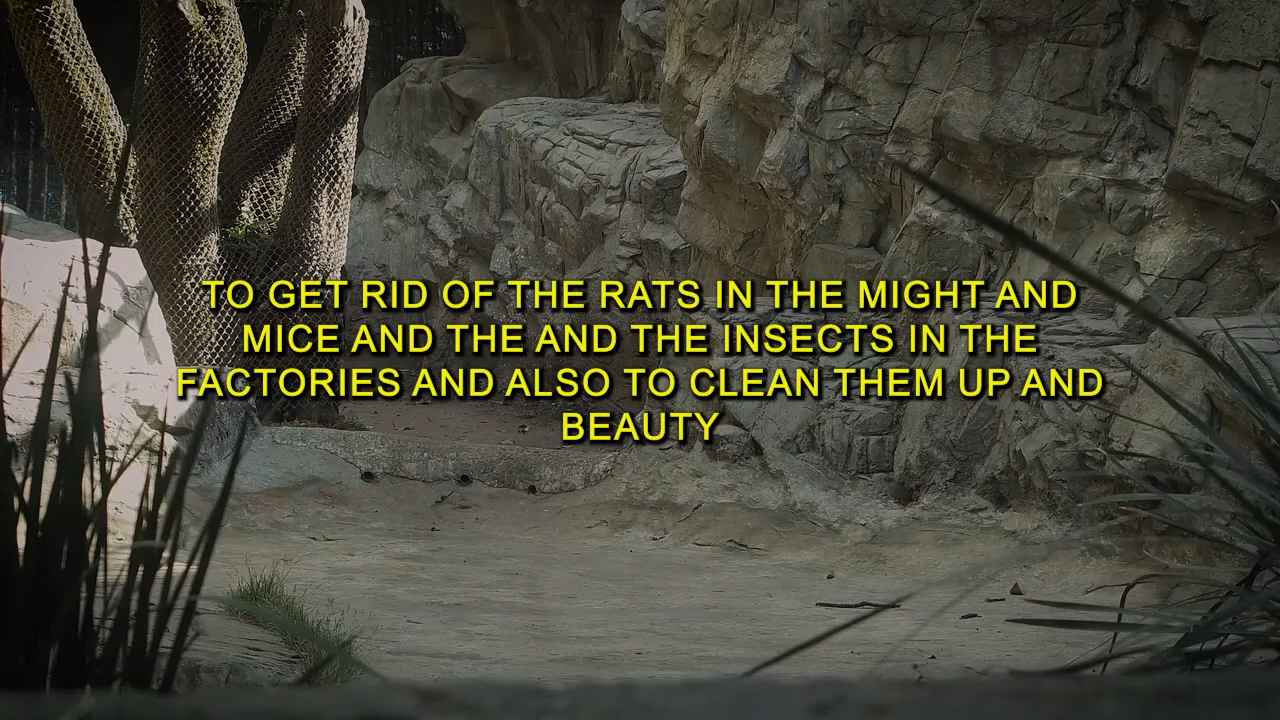 TO GET RID OF THE RATS IN THE MIGHT AND
MICE AND THE AND THE INSECTS IN THE
FACTORIES AND ALSO TO CLEAN THEM UP AND
BEAUTY